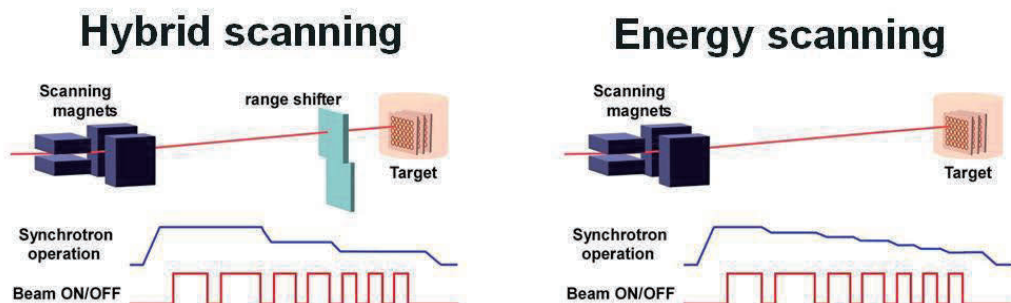 Hybrid scanning
Scanning
magnets
range shifter
Target
Synchrotron
operation
Beam ON/OFF
Energy scanning
Scanning
magnets
Target
Synchrotron
operation
Beam ON/OFF